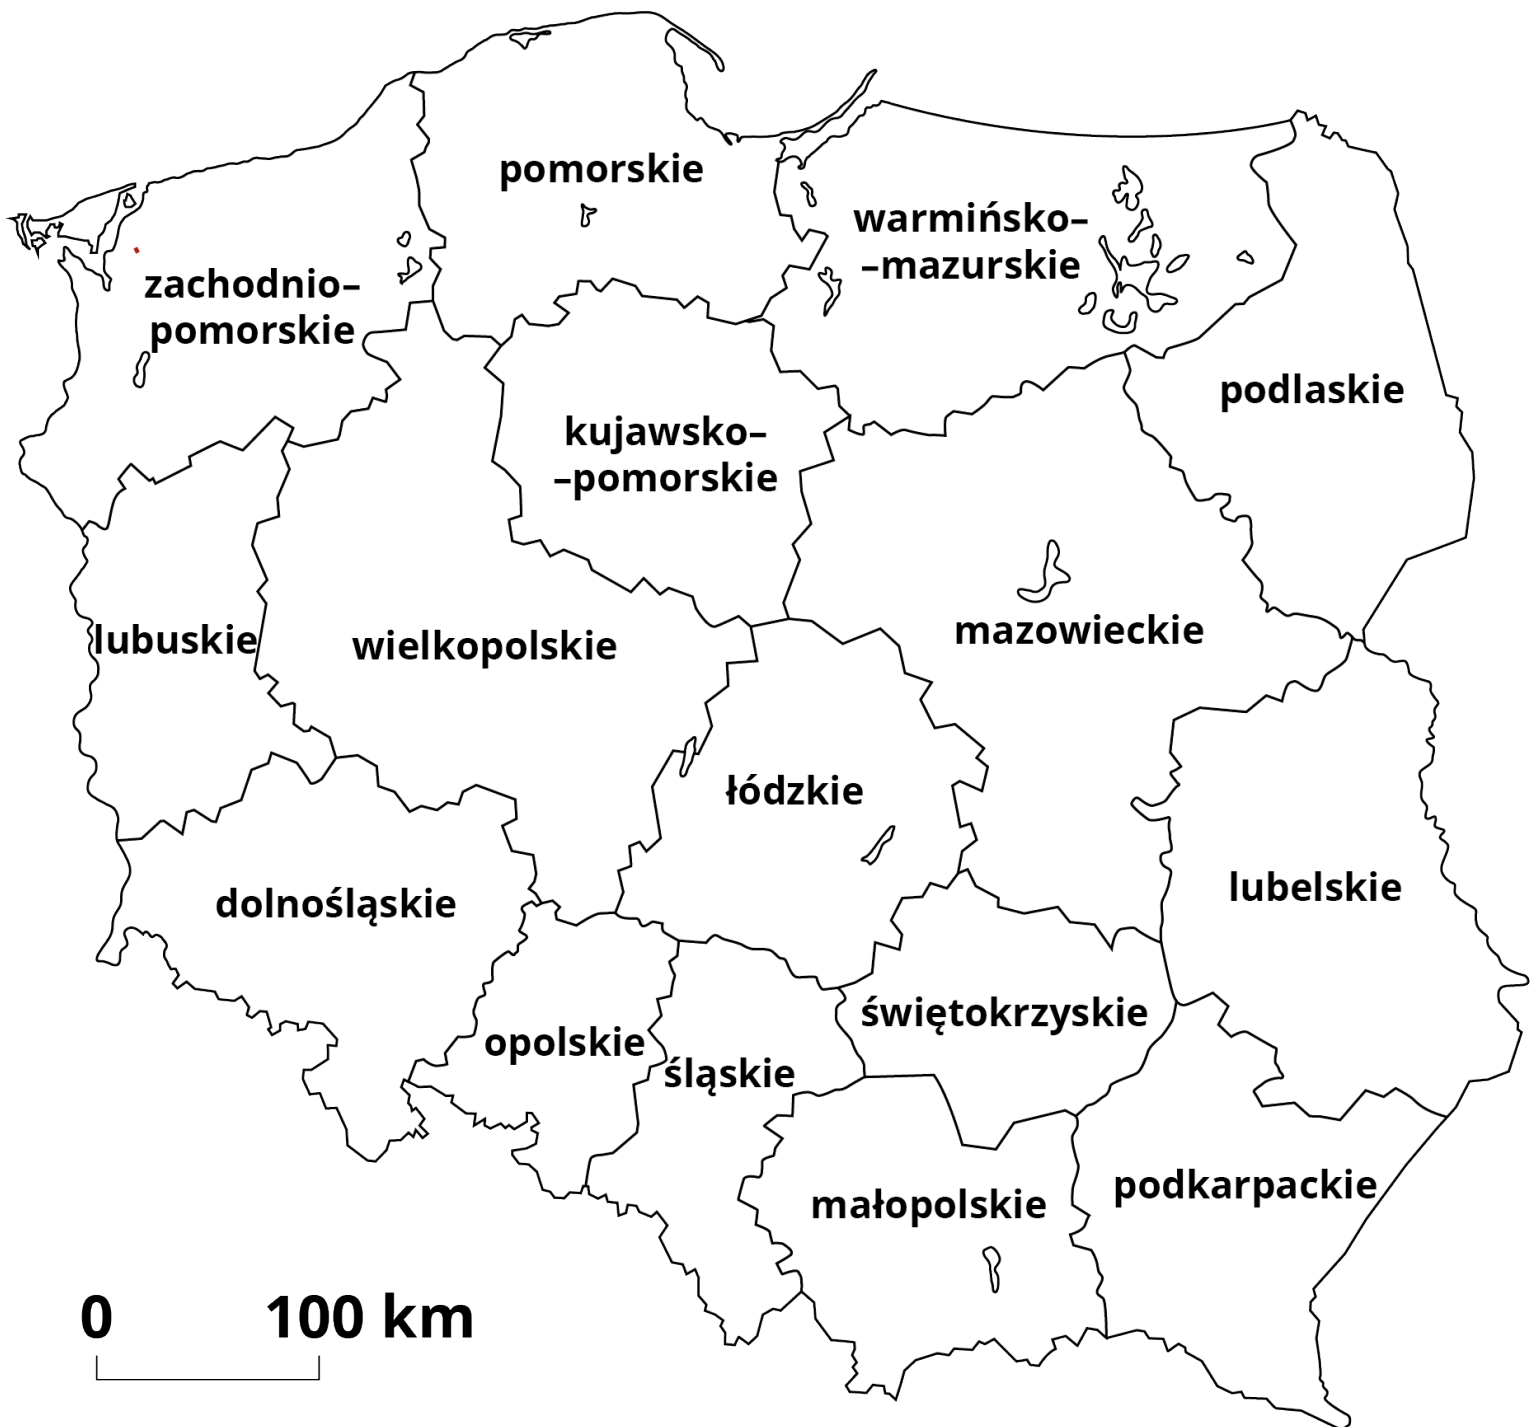 pomorskie
warmińsko–
–mazurskie
zachodnio–
pomorskie
podlaskie
kujawsko–
–pomorskie
lubuskie
wielkopolskie
mazowieckie
łódzkie
lubelskie
dolnośląskie
świętokrzyskie
opolskie
śląskie
podkarpackie
małopolskie
0 100 km